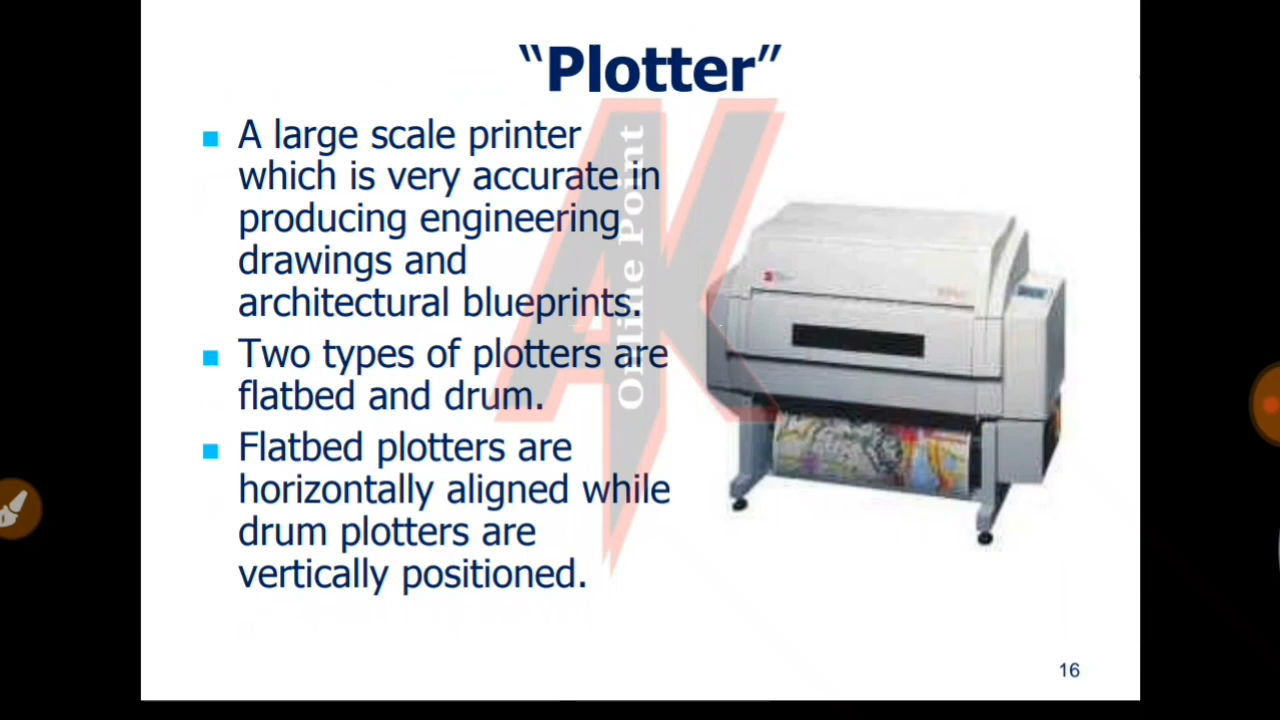 “Plotter”
A large scale printer
which is very accurate in
producing engineering
drawings and
architectural blueprints.
Two types of plotters are
flatbed and drum.
Flatbed plotters are
horizontally aligned while
drum plotters are
vertically positioned.
AK
Online Point
16